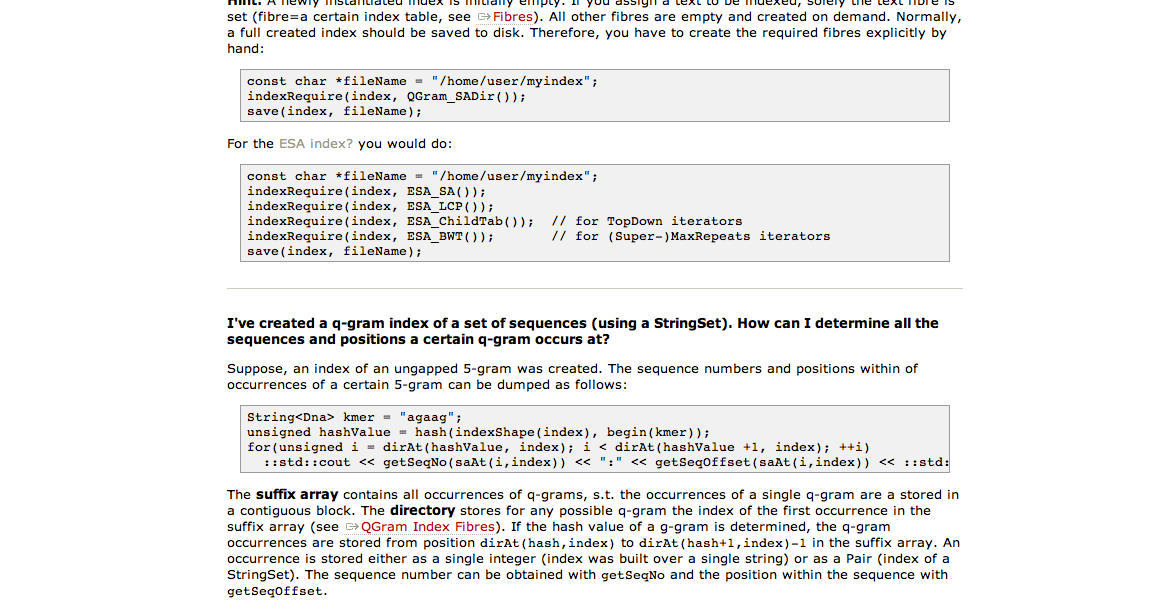 Hint. A newly instantiated index is initially empty. If you assign a text to be indexed, solely the text fibre is
set (fibre=a certain index table, see Fibres). All other fibres are empty and created on demand. Normally,
a full created index should be saved to disk. Therefore, you have to create the required fibres explicitly by
hand:
const char *fileName = "/home/user/myindex";
indexRequire(index, QGram_SADir());
save(index, fileName);
For the ESA index? you would do:
const char *fileName = "/home/user/myindex";
indexRequire(index, ESA_SA());
indexRequire(index, ESA_LCP());
indexRequire(index, ESA_ChildTab());  // for TopDown iterators
indexRequire(index, ESA_BWT());       // for (Super-)MaxRepeats iterators
save(index, fileName);
I've created a q-gram index of a set of sequences (using a StringSet). How can I determine all the
sequences and positions a certain q-gram occurs at?
Suppose, an index of an ungapped 5-gram was created. The sequence numbers and positions within of
occurrences of a certain 5-gram can be dumped as follows:
String<Dna> kmer = "agaag";
unsigned hashValue = hash(indexShape(index), begin(kmer));
for(unsigned i = dirAt(hashValue, index); i < dirAt(hashValue +1, index); ++i)
  ::std::cout << getSeqNo(saAt(i,index)) << ":" << getSeqOffset(saAt(i,index)) << ::std:
The suffix array contains all occurrences of q-grams, s.t. the occurrences of a single q-gram are a stored in
a contiguous block. The directory stores for any possible q-gram the index of the first occurrence in the
suffix array (see QGram Index Fibres). If the hash value of a g-gram is determined, the q-gram
occurrences are stored from position dirAt(hash,index) to dirAt(hash+1,index)-1 in the suffix array. An
occurrence is stored either as a single integer (index was built over a single string) or as a Pair (index of a
StringSet). The sequence number can be obtained with getSeqNo and the position within the sequence with
getSeqOffset.